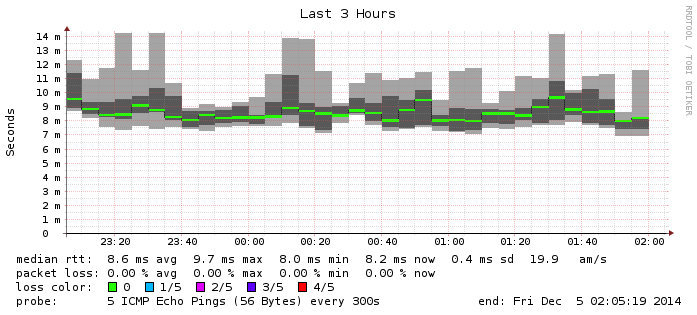 Last 3 Hours
RRDTOOL / TOBI OETIKER
Seconds
14 m
13 m
12 m
11 m
10 m
9 m
8 m
7 m
6 m
5 m
4 m
3 m
2 m
1 m
0
23:20 23:40 00:00 00:20 00:40 01:00 01:20 01:40 02:00
median rtt: 8.6 ms avg 9.7 ms max 8.0 ms min 8.2 ms now 0.4 ms sd 19.9 am/s
packet loss: 0.00 % avg 0.00 % max 0.00 % min 0.00 % now
loss color: 0 1/5 2/5 3/5 4/5
probe: 5 ICMP Echo Pings (56 Bytes) every 300s end: Fri Dec 5 02:05:19 2014